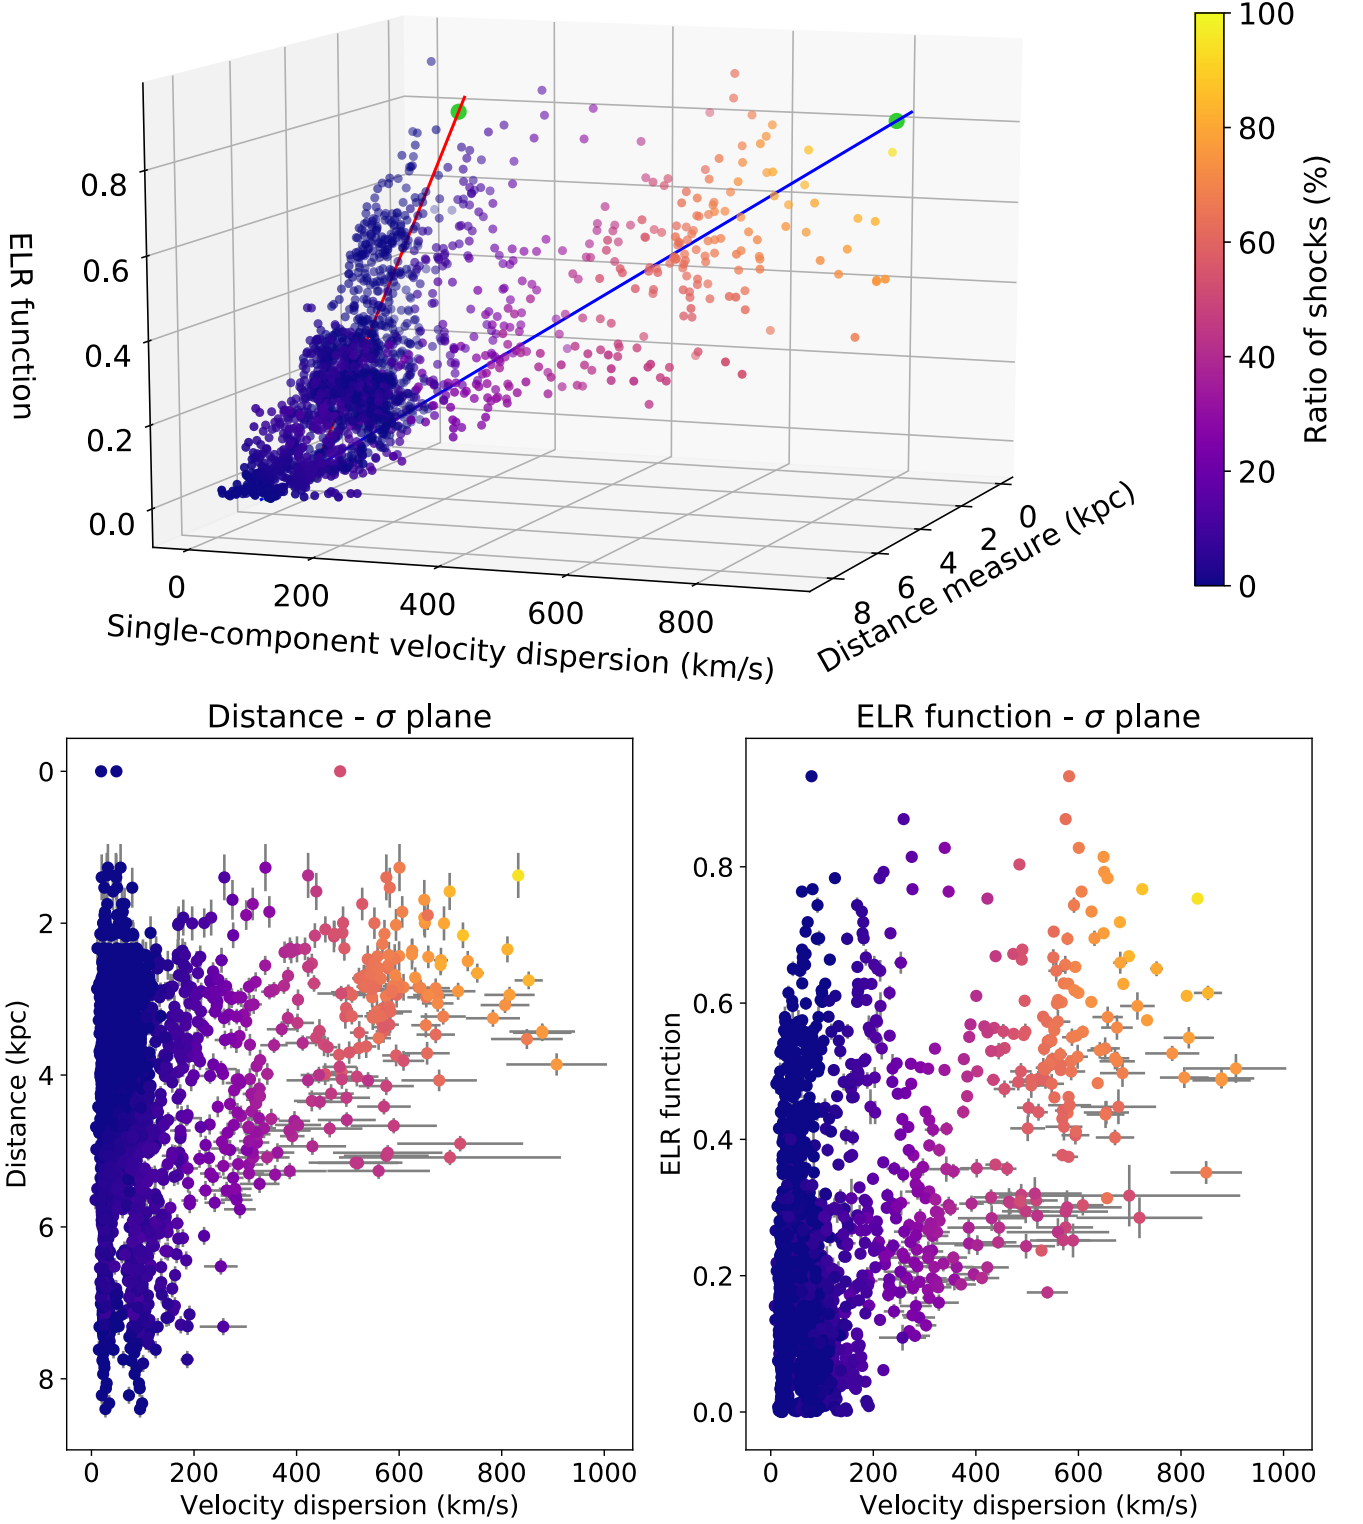 100
80
60
40
20
0
Ratio of shocks (%)
0.8
0.6
0.4
0.2
0.0
ELR function
0
200
400
600
800
Single-component velocity dispersion (km/s)
0
2
4
6
8
Distance measure (kpc)
Distance - σ plane
0
2
4
6
8
Distance (kpc)
0 200 400 600 800 1000
Velocity dispersion (km/s)
ELR function - σ plane
0.8
0.6
0.4
0.2
0.0
ELR function
0 200 400 600 800 1000
Velocity dispersion (km/s)